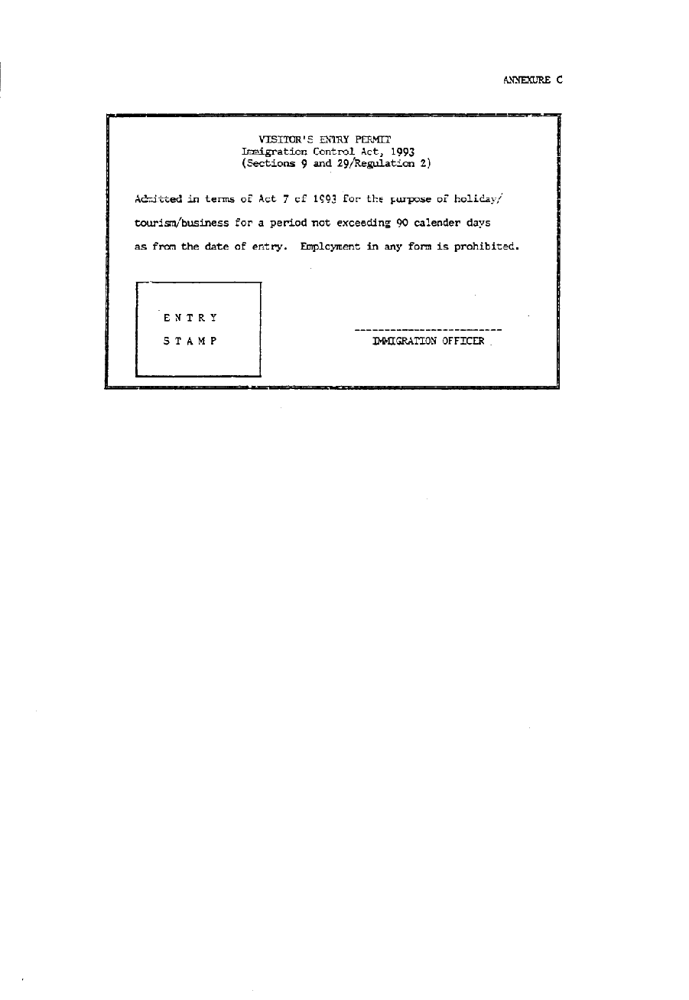 ANNEXURE C
VISITOR'S ENTRY PERMIT
Immigration Control Act, 1993
(Sections 9 and 29/Regulation 2)
Admitted in terms of Act 7 of 1993 for the purpose of holiday/
tourism/business for a period not exceeding 90 calender days
as from the date of entry. Employment in any form is prohibited.
E N T R Y
S T A M P
IMMIGRATION OFFICER